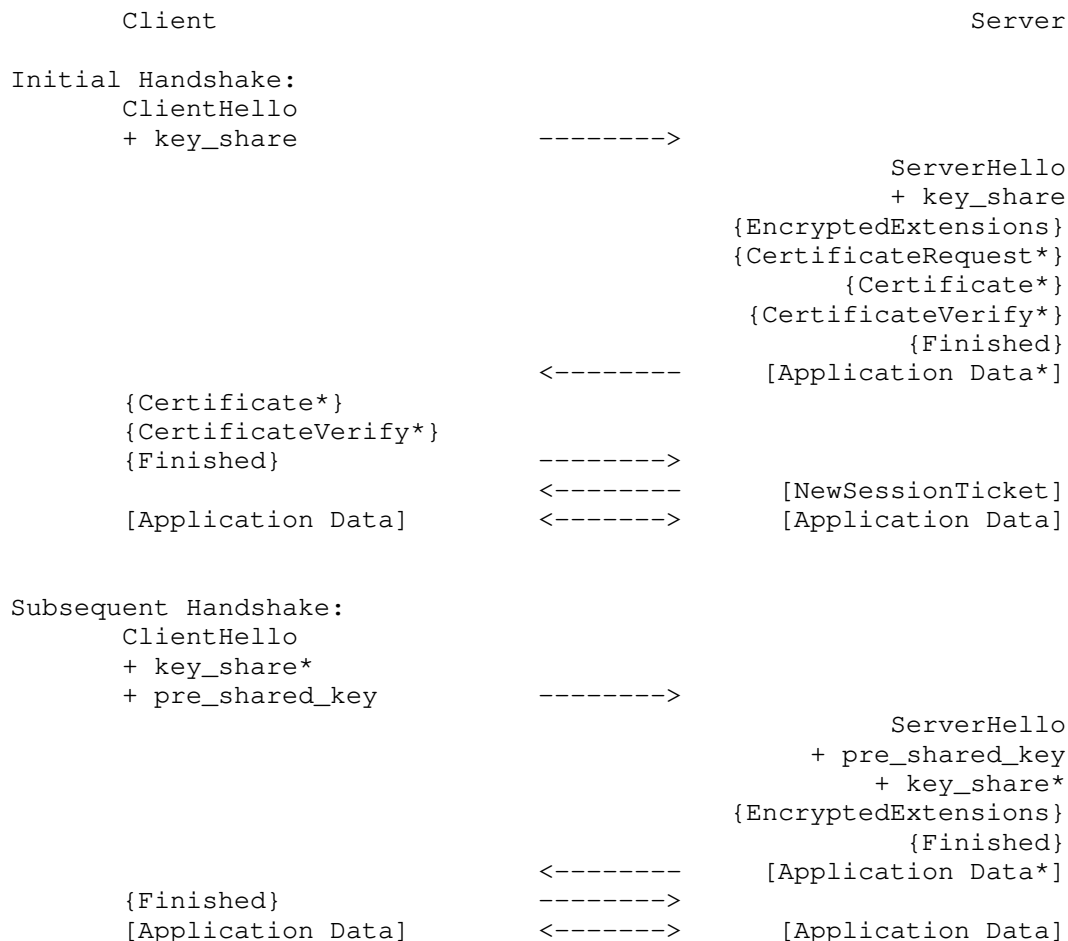 Client                                               Server
Initial Handshake:
ClientHello
+ key_share               -------->
ServerHello
+ key_share
{EncryptedExtensions}
{CertificateRequest*}
{Certificate*}
{CertificateVerify*}
{Finished}
<--------     [Application Data*]
{Certificate*}
{CertificateVerify*}
{Finished}                -------->
<--------      [NewSessionTicket]
[Application Data]        <------->      [Application Data]
Subsequent Handshake:
ClientHello
+ key_share*
+ pre_shared_key          -------->
ServerHello
+ pre_shared_key
+ key_share*
{EncryptedExtensions}
{Finished}
<--------     [Application Data*]
{Finished}                -------->
[Application Data]        <------->      [Application Data]